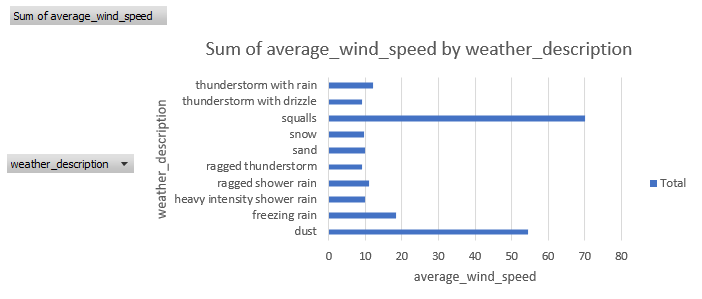 Sum of average_wind_speed
Sum of average_wind_speed by weather_description
weather_description
weather_description
thunderstorm with rain
thunderstorm with drizzle
squalls
snow
sand
ragged thunderstorm
ragged shower rain
heavy intensity shower rain
freezing rain
dust
0 10 20 30 40 50 60 70 80
average_wind_speed
Total